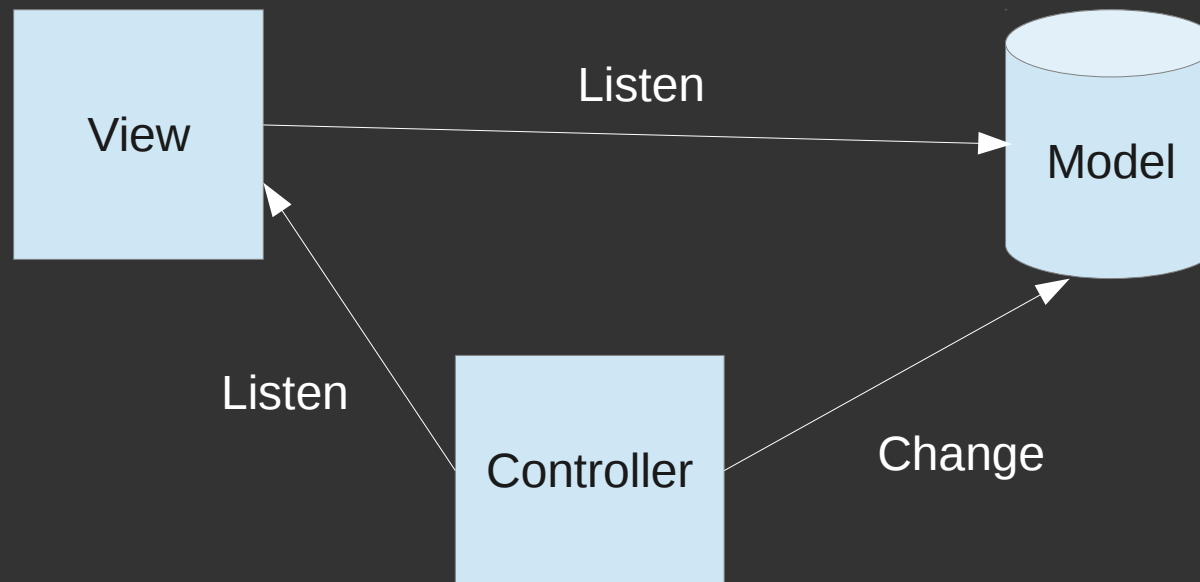 View
Listen
Model
Listen
Controller
Change